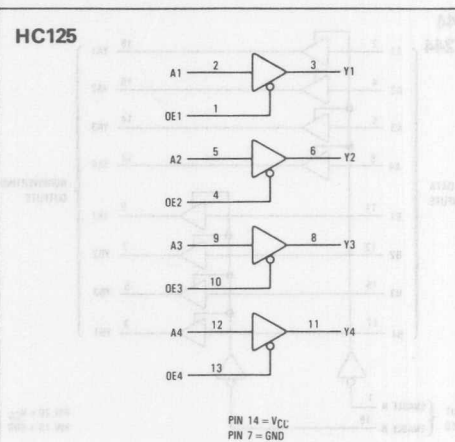 HC125
A1 2 3 Y1
OE1 1
A2 5 6 Y2
OE2 4
A3 9 8 Y3
OE3 10
A4 12 11 Y4
OE4 13
PIN 14 = VCC
PIN 7 = GND